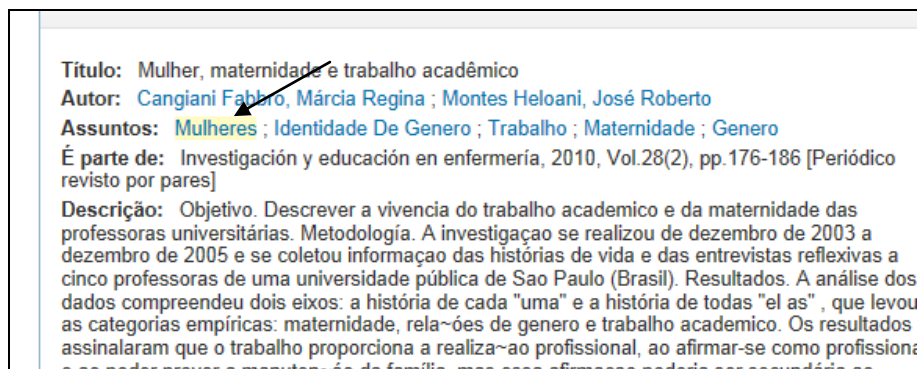 Título: Mulher, maternidade e trabalho acadêmico
Autor: Cangiani Fabbro, Márcia Regina ; Montes Heloani, José Roberto
Assuntos: Mulheres ; Identidade De Genero ; Trabalho ; Maternidade ; Genero
É parte de: Investigación y educación en enfermería, 2010, Vol.28(2), pp.176-186 [Periódico
revisto por pares]
Descrição: Objetivo. Descrever a vivencia do trabalho academico e da maternidade das
professoras universitárias. Metodología. A investigaçao se realizou de dezembro de 2003 a
dezembro de 2005 e se coletou informaçao das histórias de vida e das entrevistas reflexivas a
cinco professoras de uma universidade pública de Sao Paulo (Brasil). Resultados. A análise dos
dados compreendeu dois eixos: a história de cada "uma" e a história de todas "el as" , que levou
as categorias empíricas: maternidade, rela~óes de genero e trabalho academico. Os resultados
assinalaram que o trabalho proporciona a realiza~ao profissional, ao afirmar-se como profissiona